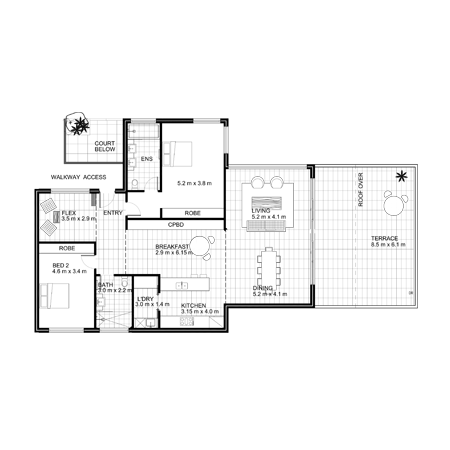 COURT
BELOW
ENS
WALKWAY ACCESS
5.2 m x 3.8 m
ROOF OVER
FLEX
3.5 m x 2.9 m
ENTRY
ROBE
LIVING
5.2 m x 4.1 m
CPBD
TERRACE
8.5 m x 6.1 m
ROBE
BREAKFAST
2.9 m x 6.15 m
BED 2
4.6 m x 3.4 m
BATH
3.0 m x 2.2 m
DINING
5.2 m x 4.1 m
L'DRY
3.0 m x 1.4 m
KITCHEN
3.15 m x 4.0 m